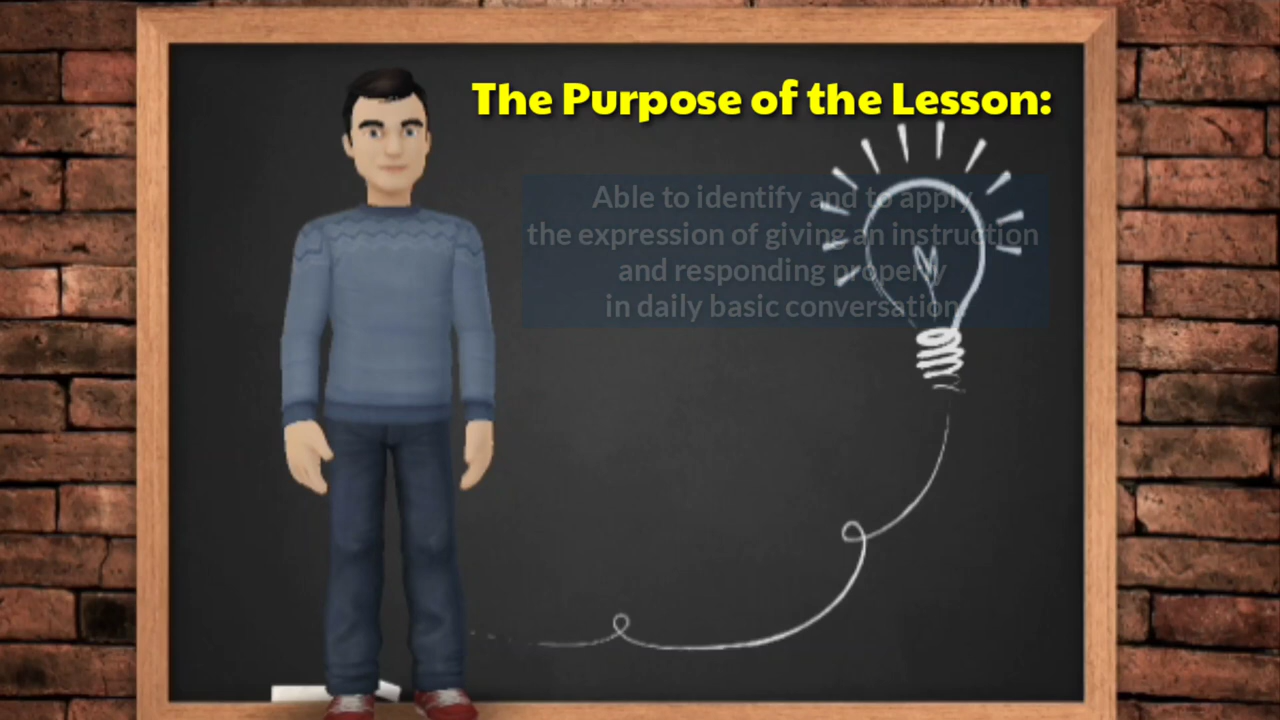 The Purpose of the Lesson:
Able to identify and to apply
the expression of giving an instruction
and responding properly
in daily basic conversation